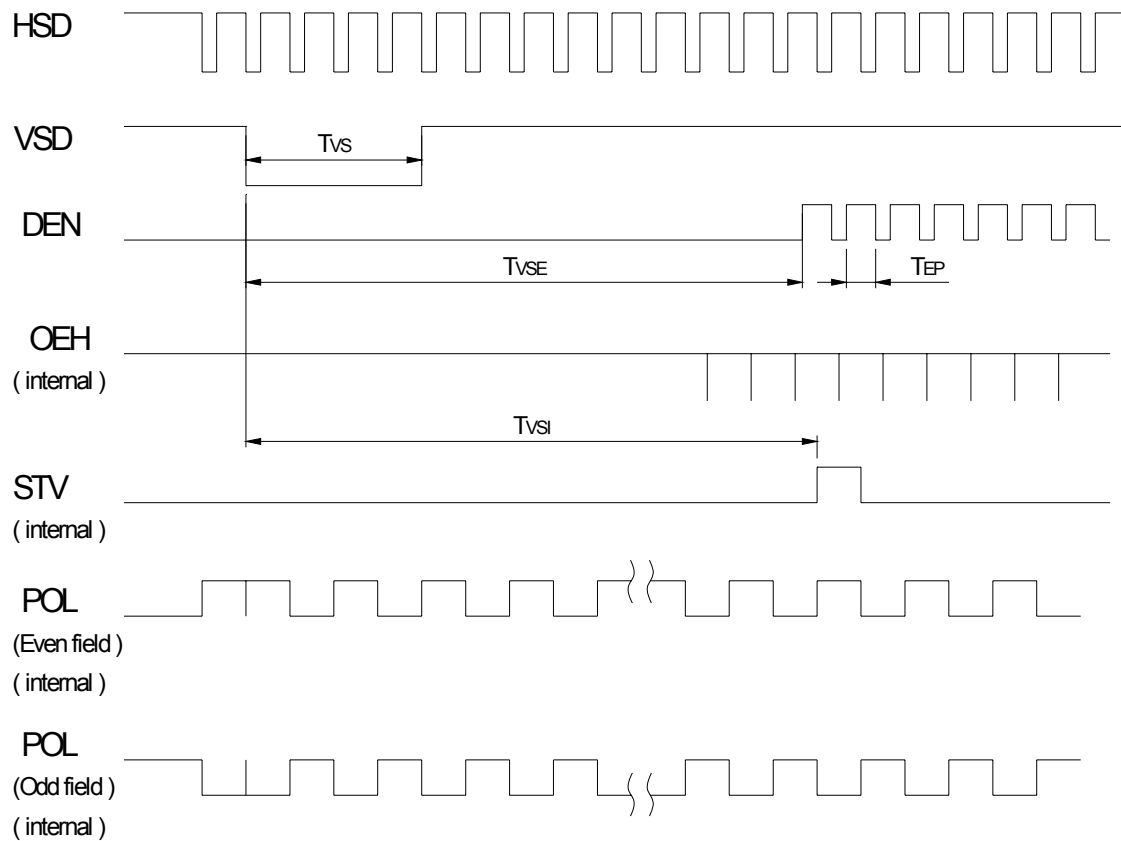 HSD
VSD
TVS
DEN
TVSE
TEP
OEH
( internal )
TVSI
STV
( internal )
POL
(Even field )
( internal )
POL
(Odd field )
( internal )